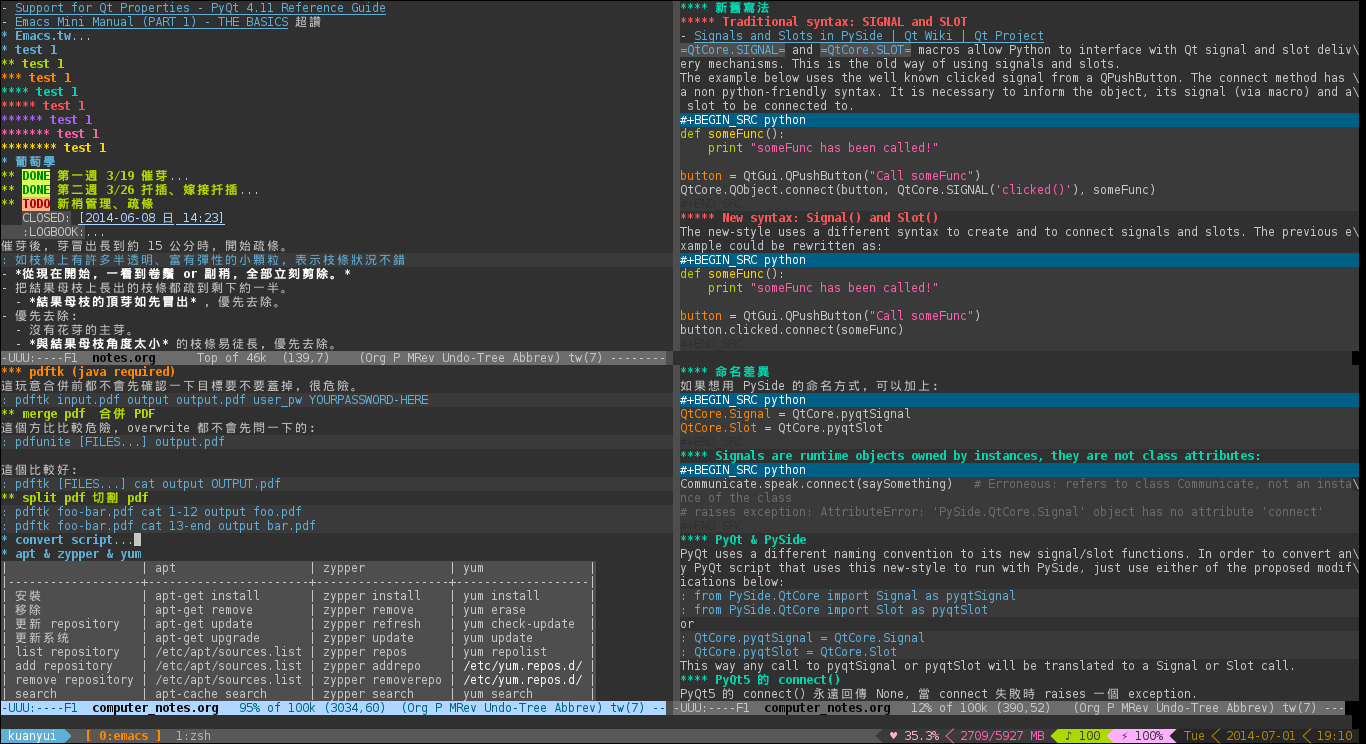 - Support for Qt Properties - PyQt 4.11 Reference Guide
- Emacs Mini Manual (PART 1) - THE BASICS 超讚
* Emacs.tw...
* test 1
** test 1
*** test 1
**** test 1
***** test 1
****** test 1
******* test 1
******** test 1
* 葡萄學
** DONE 第一週 3/19 催芽...
** DONE 第二週 3/26 扦插、嫁接扦插...
** TODO 新梢管理、疏條
CLOSED: [2014-06-08 日 14:23]
:LOGBOOK:...
催芽後，芽冒出長到約 15 公分時，開始疏條。
: 如枝條上有許多半透明、富有彈性的小顆粒，表示枝條狀況不錯
- *從現在開始，一看到卷鬚 or 副稍，全部立刻剪除。*
- 把結果母枝上長出的枝條都疏到剩下約一半。
- *結果母枝的頂芽如先冒出* ，優先去除。
- 優先去除：
- 沒有花芽的主芽。
- *與結果母枝角度太小* 的枝條易徒長，優先去除。
-UUU:----F1 notes.org Top of 46k (139,7) (Org P MRev Undo-Tree Abbrev) tw(7) --------
*** pdftk (java required)
這玩意合併前都不會先確認一下目標要不要蓋掉，很危險。
: pdftk input.pdf output output.pdf user_pw YOURPASSWORD-HERE
** merge pdf 合併 PDF
這個方比比較危險，overwrite 都不會先問一下的：
: pdfunite [FILES...] output.pdf
這個比較好：
: pdftk [FILES...] cat output OUTPUT.pdf
** split pdf 切割 pdf
: pdftk foo-bar.pdf cat 1-12 output foo.pdf
: pdftk foo-bar.pdf cat 13-end output bar.pdf
* convert script...
* apt & zypper & yum
| | apt | zypper | yum |
|--------------------+--------------------+--------------------+--------------------|
| 安裝 | apt-get install | zypper install | yum install |
| 移除 | apt-get remove | zypper remove | yum erase |
| 更新 repository | apt-get update | zypper refresh | yum check-update |
| 更新系統 | apt-get upgrade | zypper update | yum update |
| list repository | /etc/apt/sources.list | zypper repos | yum repolist |
| add repository | /etc/apt/sources.list | zypper addrepo | /etc/yum.repos.d/ |
| remove repository | /etc/apt/sources.list | zypper removerepo | /etc/yum.repos.d/ |
| search | apt-cache search | zypper search | yum search |
-UUU:----F1 computer_notes.org 95% of 100k (3034,60) (Org P MRev Undo-Tree Abbrev) tw(7) --
**** 新舊寫法
***** Traditional syntax: SIGNAL and SLOT
- Signals and Slots in PySide | Qt Wiki | Qt Project
=QtCore.SIGNAL= and =QtCore.SLOT= macros allow Python to interface with Qt signal and slot deliv\
ery mechanisms. This is the old way of using signals and slots.
The example below uses the well known clicked signal from a QPushButton. The connect method has \
a non python-friendly syntax. It is necessary to inform the object, its signal (via macro) and a\
slot to be connected to.
#+BEGIN_SRC python
def someFunc():
print "someFunc has been called!"
button = QtGui.QPushButton("Call someFunc")
QtCore.QObject.connect(button, QtCore.SIGNAL('clicked()'), someFunc)
#+END_SRC
***** New syntax: Signal() and Slot()
The new-style uses a different syntax to create and to connect signals and slots. The previous e\
xample could be rewritten as:
#+BEGIN_SRC python
def someFunc():
print "someFunc has been called!"
button = QtGui.QPushButton("Call someFunc")
button.clicked.connect(someFunc)
#+END_SRC
**** 命名差異
如果想用 PySide 的命名方式，可以加上：
#+BEGIN_SRC python
QtCore.Signal = QtCore.pyqtSignal
QtCore.Slot = QtCore.pyqtSlot
#+END_SRC
**** Signals are runtime objects owned by instances, they are not class attributes:
#+BEGIN_SRC python
Communicate.speak.connect(saySomething) # Erroneous: refers to class Communicate, not an insta\
nce of the class
# raises exception: AttributeError: 'PySide.QtCore.Signal' object has no attribute 'connect'
#+END_SRC
**** PyQt & PySide
PyQt uses a different naming convention to its new signal/slot functions. In order to convert an\
y PyQt script that uses this new-style to run with PySide, just use either of the proposed modif\
ications below:
: from PySide.QtCore import Signal as pyqtSignal
: from PySide.QtCore import Slot as pyqtSlot
or
: QtCore.pyqtSignal = QtCore.Signal
: QtCore.pyqtSlot = QtCore.Slot
This way any call to pyqtSignal or pyqtSlot will be translated to a Signal or Slot call.
**** PyQt5 的 connect()
PyQt5 的 connect() 永遠回傳 None, 當 connect 失敗時 raises 一個 exception.
-UUU:----F1 computer_notes.org 12% of 100k (390,52) (Org P MRev Undo-Tree Abbrev) tw(7) ---
kuanyui [ 0:emacs ] 1:zsh ♥ 35.3% 2709/5927 MB ♪ 100 ⚡ 100% Tue 2014-07-01 19:10